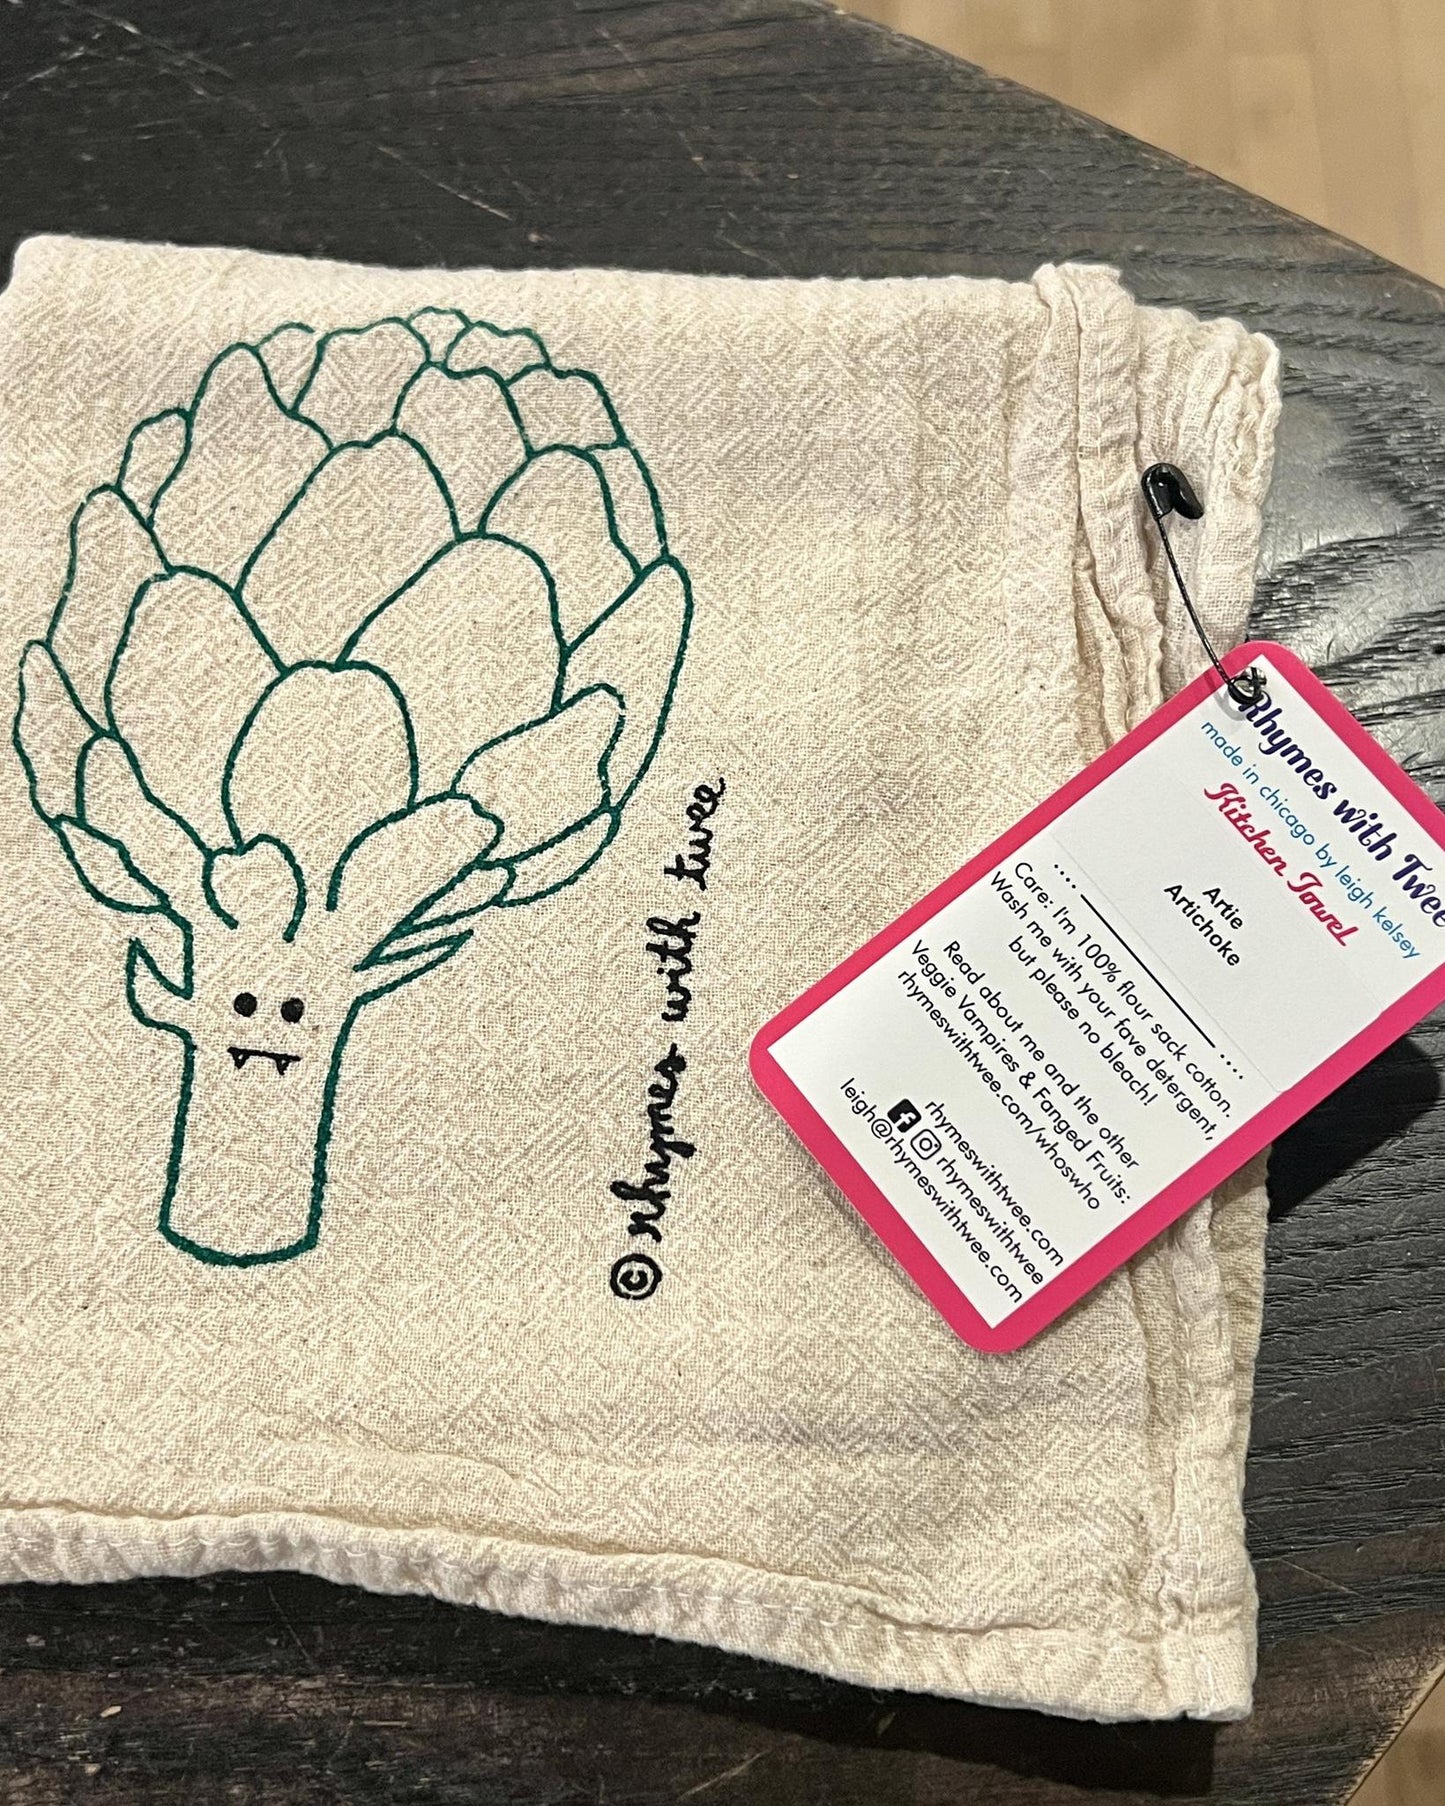 © rhymes with twee
Rhymes with Twee
made in chicago by leigh kelsey
Kitchen Towel
Artie
Artichoke
Care: I'm 100% flour sack cotton.
Wash me with your fave detergent,
but please no bleach!
Read about me and the other
Veggie Vampires & Fanged Fruits:
rhymeswithtwee.com/whoswho
rhymeswithtwee.com
rhymeswithtwee
leigh@rhymeswithtwee.com